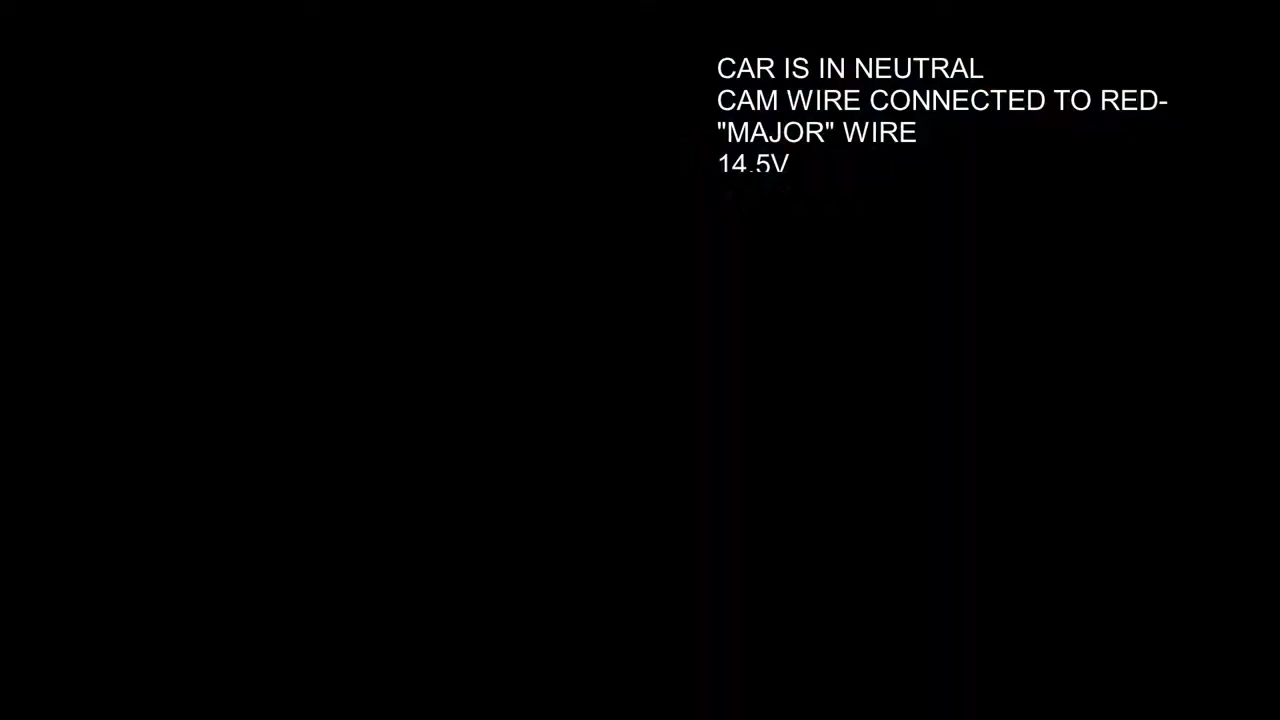 CAR IS IN NEUTRAL
CAM WIRE CONNECTED TO RED-
"MAJOR" WIRE
14.5V